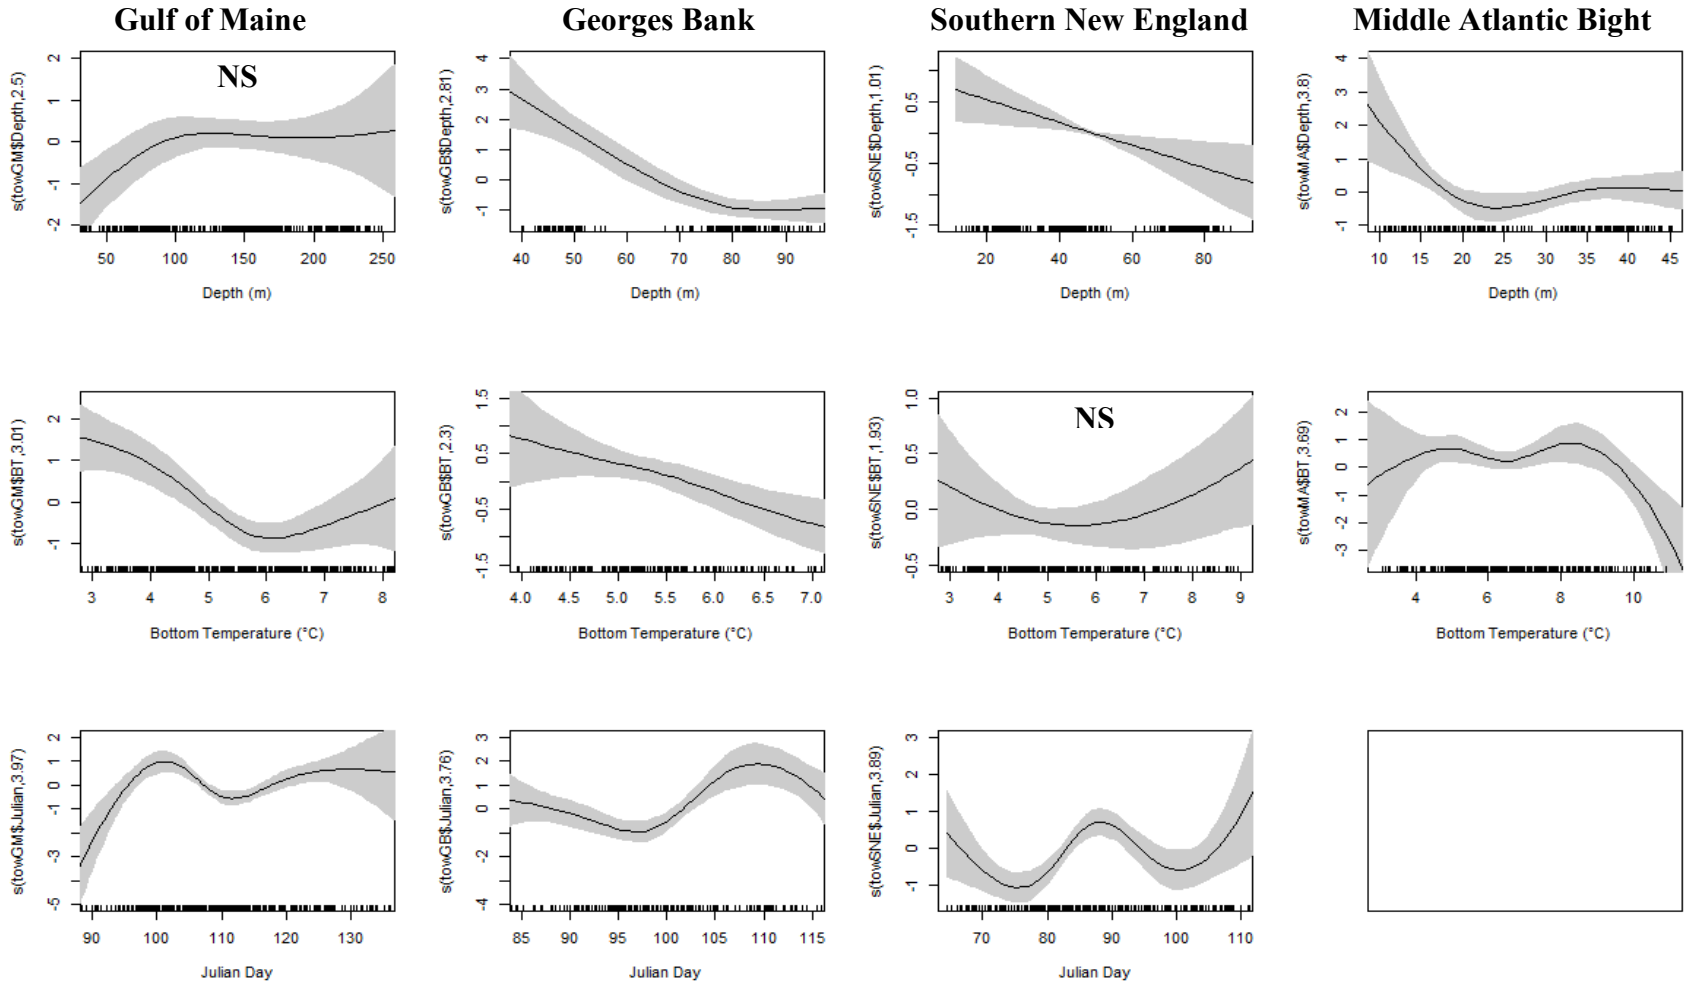 Gulf of Maine Georges Bank Southern New England Middle Atlantic Bight
s(towGM$Depth,2.5)
2
1
0
-1
-2
NS
50 100 150 200 250
Depth (m)
s(towGB$Depth,2.81)
4
3
2
1
0
-1
40 50 60 70 80 90
Depth (m)
s(towSNE$Depth,1.01)
0.5
-0.5
-1.5
20 40 60 80
Depth (m)
s(towMA$Depth,3.8)
4
3
2
1
0
-1
10 15 20 25 30 35 40 45
Depth (m)
s(towGM$BT,3.01)
2
1
0
-1
3 4 5 6 7 8
Bottom Temperature (°C)
s(towGB$BT,2.3)
1.5
0.5
-0.5
-1.5
4.0 4.5 5.0 5.5 6.0 6.5 7.0
Bottom Temperature (°C)
s(towSNE$BT,1.93)
1.0
0.5
0.0
-0.5
NS
3 4 5 6 7 8 9
Bottom Temperature (°C)
s(towMA$BT,3.69)
2
1
0
-1
-2
-3
4 6 8 10
Bottom Temperature (°C)
s(towGM$Julian,3.97)
2
1
0
-1
-3
-5
90 100 110 120 130
Julian Day
s(towGB$Julian,3.76)
3
2
1
0
-2
-4
85 90 95 100 105 110 115
Julian Day
s(towSNE$Julian,3.89)
3
2
1
0
-1
70 80 90 100 110
Julian Day